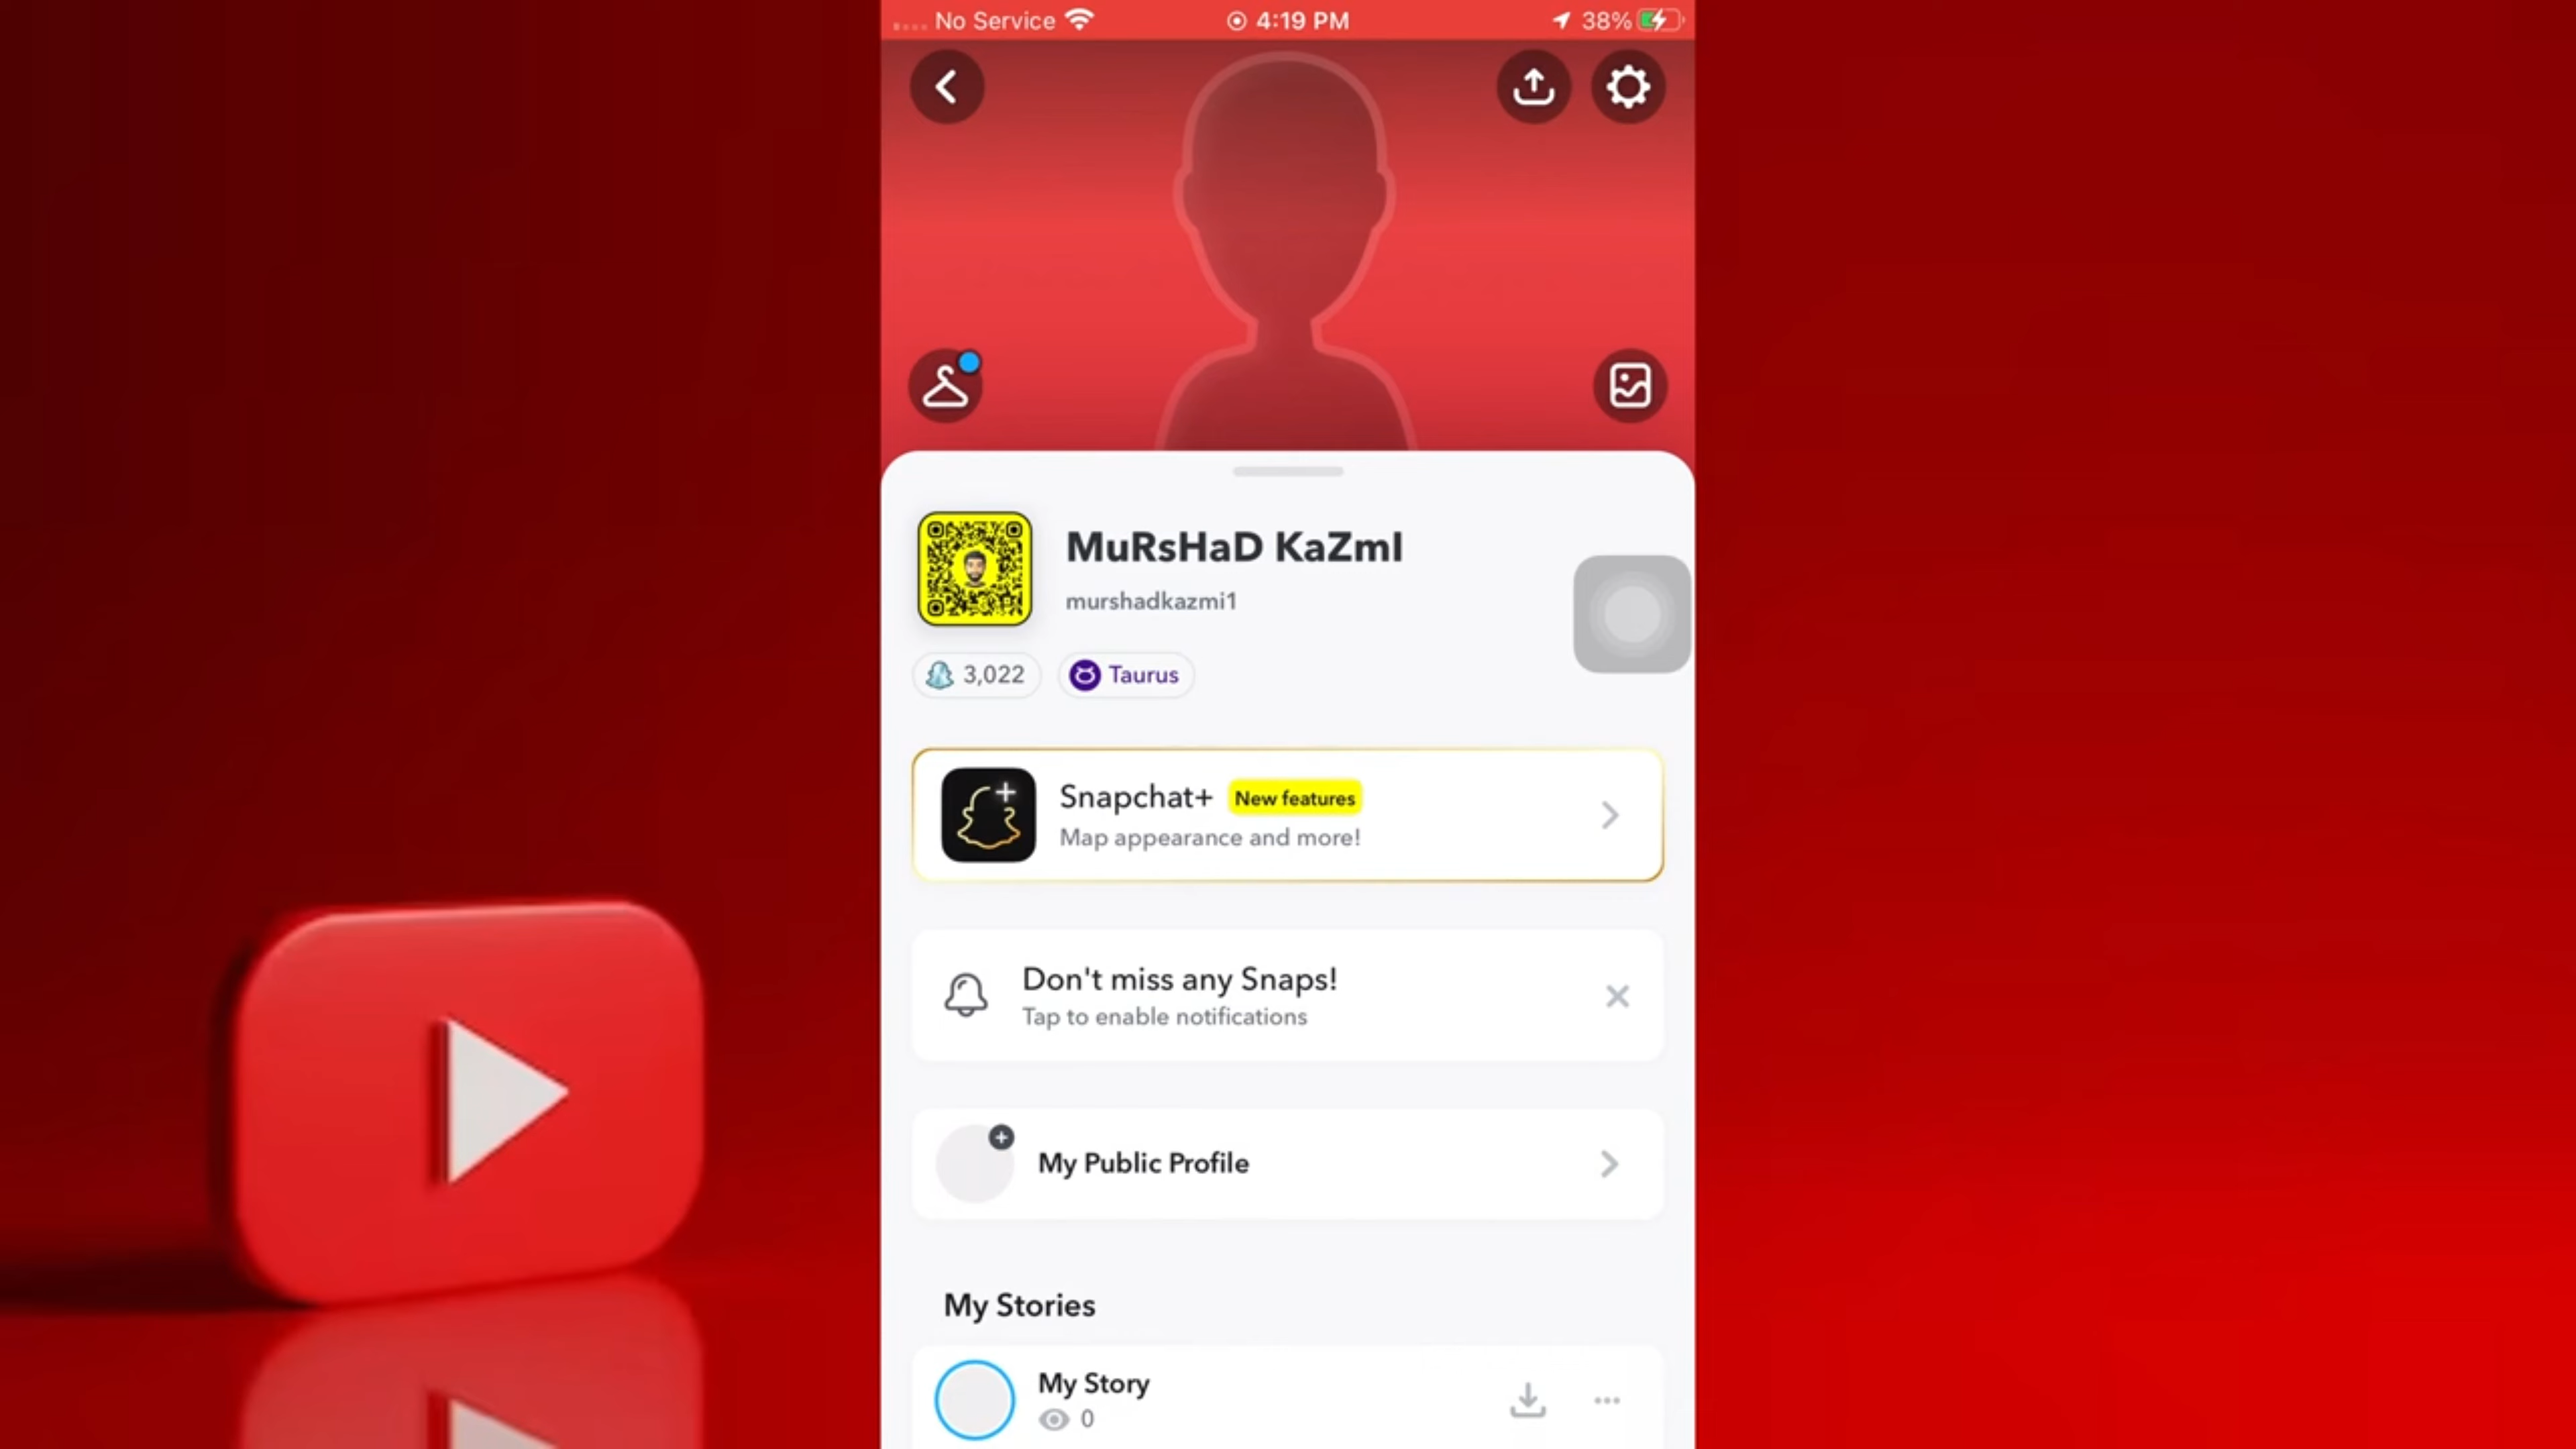 No Service
4:19 PM
38%
MuRsHaD KaZmI
murshadkazmi1
3,022
Taurus
Snapchat+
New features
Map appearance and more!
Don't miss any Snaps!
Tap to enable notifications
My Public Profile
My Stories
My Story
0